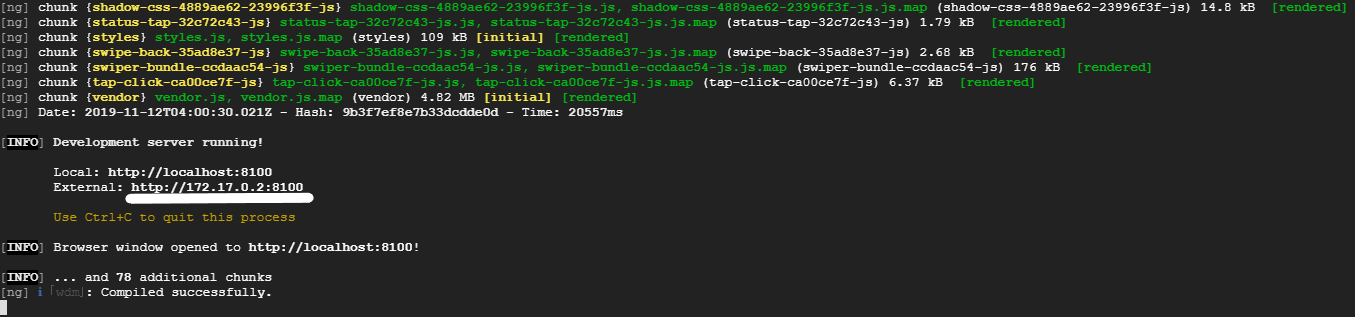 [ng] chunk {shadow-css-4889ae62-23996f3f-js} shadow-css-4889ae62-23996f3f-js.js, shadow-css-4889ae62-23996f3f-js.js.map (shadow-css-4889ae62-23996f3f-js) 14.8 kB [rendered]
[ng] chunk {status-tap-32c72c43-js} status-tap-32c72c43-js.js, status-tap-32c72c43-js.js.map (status-tap-32c72c43-js) 1.79 kB [rendered]
[ng] chunk {styles} styles.js, styles.js.map (styles) 109 kB [initial] [rendered]
[ng] chunk {swipe-back-35ad8e37-js} swipe-back-35ad8e37-js.js, swipe-back-35ad8e37-js.js.map (swipe-back-35ad8e37-js) 2.68 kB [rendered]
[ng] chunk {swiper-bundle-ccdaac54-js} swiper-bundle-ccdaac54-js.js, swiper-bundle-ccdaac54-js.js.map (swiper-bundle-ccdaac54-js) 176 kB [rendered]
[ng] chunk {tap-click-ca00ce7f-js} tap-click-ca00ce7f-js.js, tap-click-ca00ce7f-js.js.map (tap-click-ca00ce7f-js) 6.37 kB [rendered]
[ng] chunk {vendor} vendor.js, vendor.js.map (vendor) 4.82 MB [initial] [rendered]
[ng] Date: 2019-11-12T04:00:30.021Z - Hash: 9b3f7ef8e7b33dcdde0d - Time: 20557ms
[INFO] Development server running!
Local: http://localhost:8100
External: http://172.17.0.2:8100
Use Ctrl+C to quit this process
[INFO] Browser window opened to http://localhost:8100!
[INFO] ... and 78 additional chunks
[ng] ℹ ｢wdm｣: Compiled successfully.